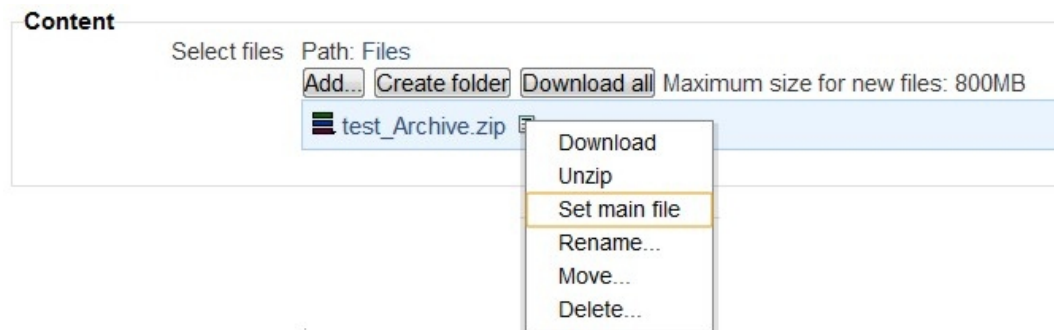 Content
Select files Path: Files
Add... Create folder Download all Maximum size for new files: 800MB
test_Archive.zip
Download
Unzip
Set main file
Rename...
Move...
Delete...